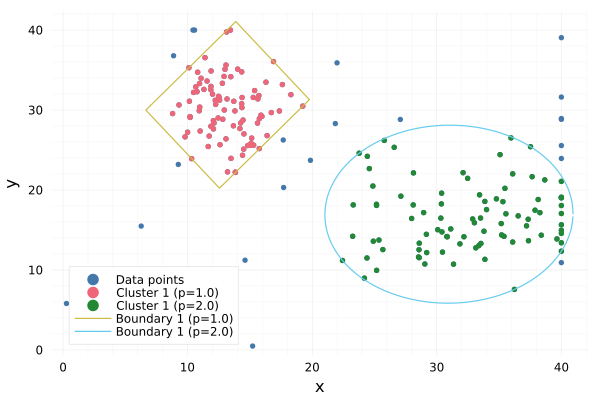 40
30
20
10
0
y
Data points
Cluster 1 (p=1.0)
Cluster 1 (p=2.0)
Boundary 1 (p=1.0)
Boundary 1 (p=2.0)
0 10 20 30 40
x